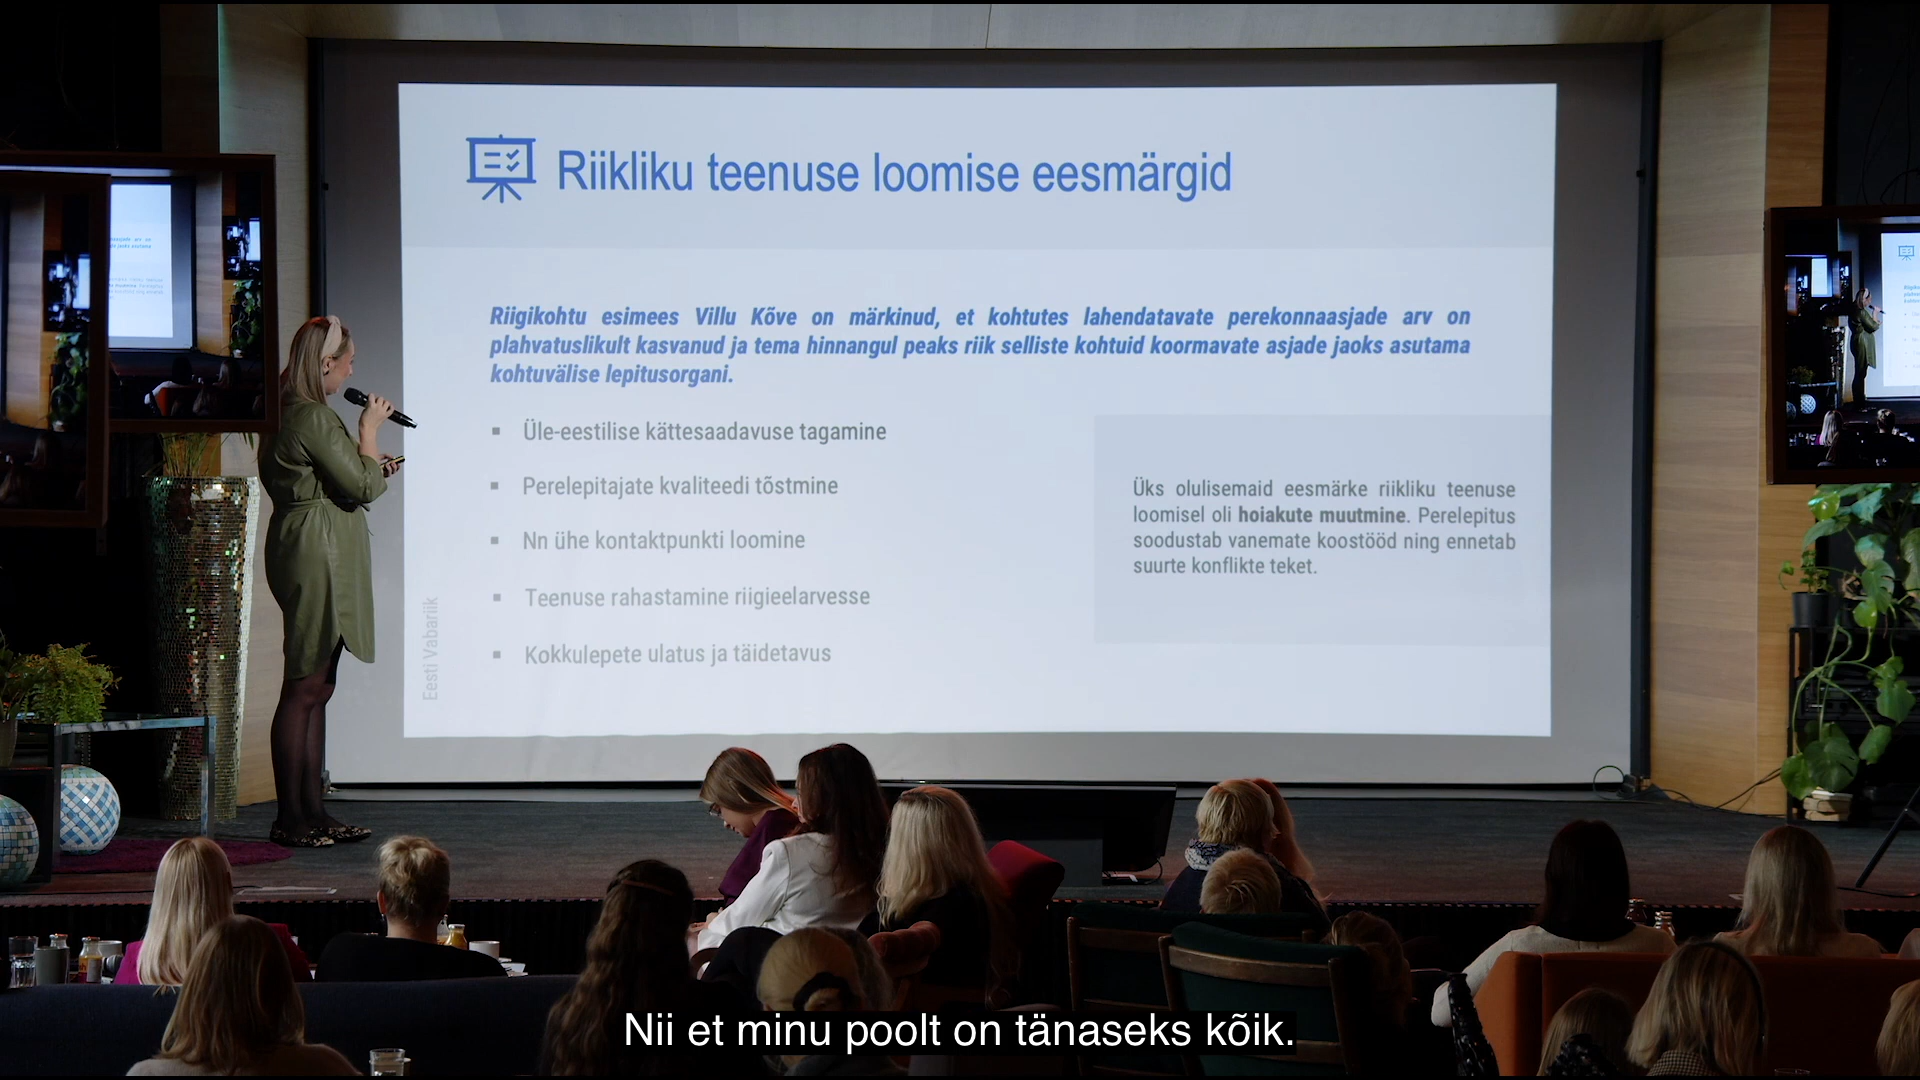 Riikliku teenuse loomise eesmärgid
Riigikohtu esimees Villu Kõve on märkinud, et kohtutes lahendatavate perekonnaasjade arv on
plahvatuslikult kasvanud ja tema hinnangul peaks riik selliste kohtuid koormavate asjade jaoks asutama
kohtuvälise lepitusorgani.
▪ Üle-eestilise kättesaadavuse tagamine
▪ Perelepitajate kvaliteedi tõstmine
▪ Nn ühe kontaktpunkti loomine
▪ Teenuse rahastamine riigieelarvesse
▪ Kokkulepete ulatus ja täidetavus
Üks olulisemaid eesmärke riikliku teenuse
loomisel oli hoiakute muutmine. Perelepitus
soodustab vanemate koostööd ning ennetab
suurte konflikte teket.
Eesti Vabariik
Nii et minu poolt on tänaseks kõik.